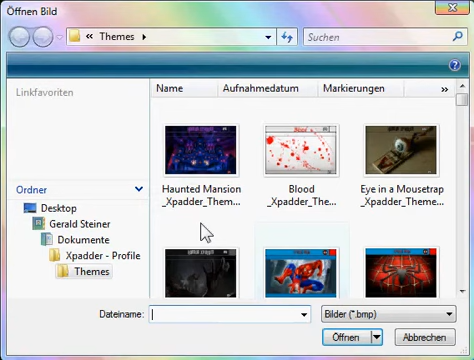 Öffnen Bild
« Themes
Suchen
Linkfavoriten
Name Aufnahmedatum Markierungen »
Haunted Mansion
_Xpadder_Them...
Blood
_Xpadder_Theme...
Eye in a Mousetrap
_Xpadder_Theme...
Ordner
Desktop
Gerald Steiner
Dokumente
Xpadder - Profile
Themes
Dateiname:
Bilder (*.bmp)
Öffnen
Abbrechen